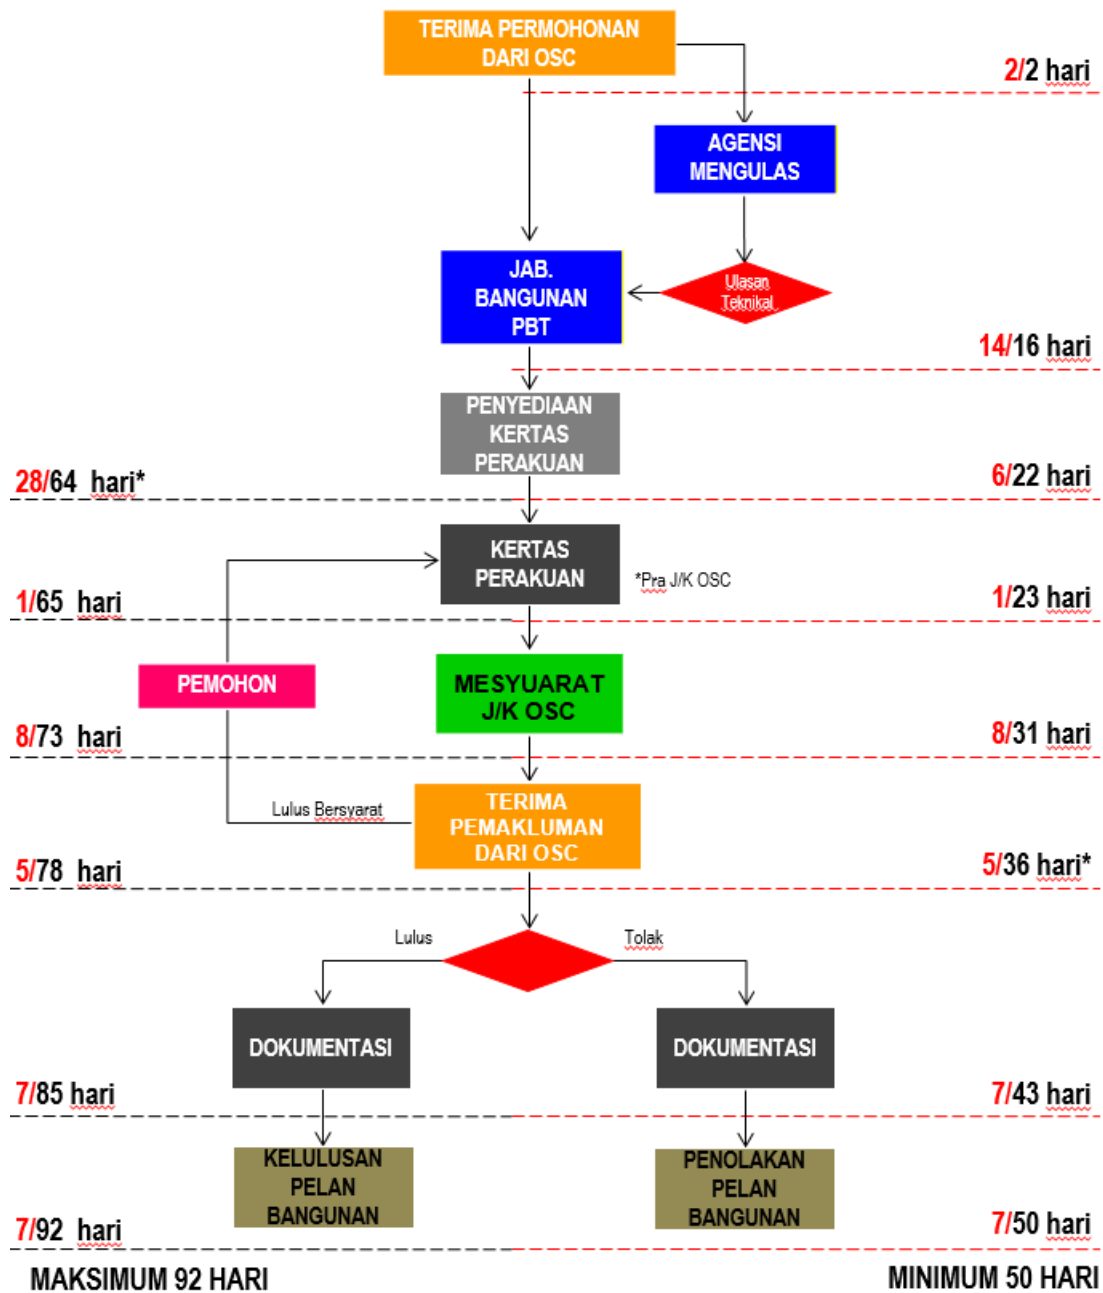 TERIMA PERMOHONAN
DARI OSC
2/2 hari
AGENSI
MENGULAS
JAB.
BANGUNAN
PBT
Ulasan
Teknikal
14/16 hari
PENYEDIAAN
KERTAS
PERAKUAN
28/64 hari*
6/22 hari
KERTAS
PERAKUAN
*Pra J/K OSC
1/65 hari
1/23 hari
PEMOHON
MESYUARAT
J/K OSC
8/73 hari
8/31 hari
Lulus Bersyarat
TERIMA
PEMAKLUMAN
DARI OSC
5/78 hari
5/36 hari*
Lulus
Tolak
DOKUMENTASI
DOKUMENTASI
7/85 hari
7/43 hari
KELULUSAN
PELAN
BANGUNAN
PENOLAKAN
PELAN
BANGUNAN
7/92 hari
7/50 hari
MAKSIMUM 92 HARI
MINIMUM 50 HARI